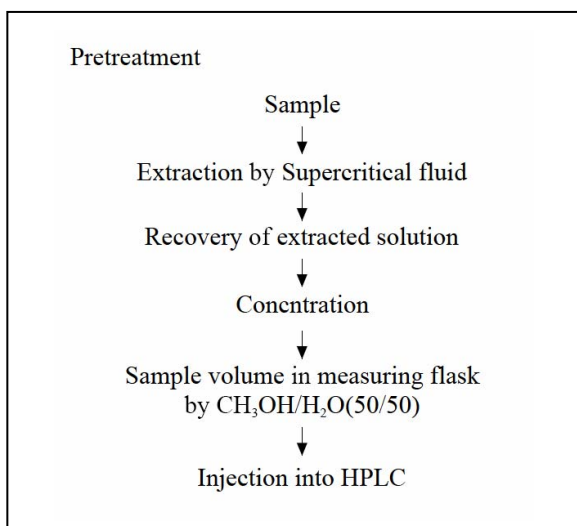 Pretreatment
Sample
Extraction by Supercritical fluid
Recovery of extracted solution
Concntration
Sample volume in measuring flask
by CH₃OH/H₂O(50/50)
Injection into HPLC